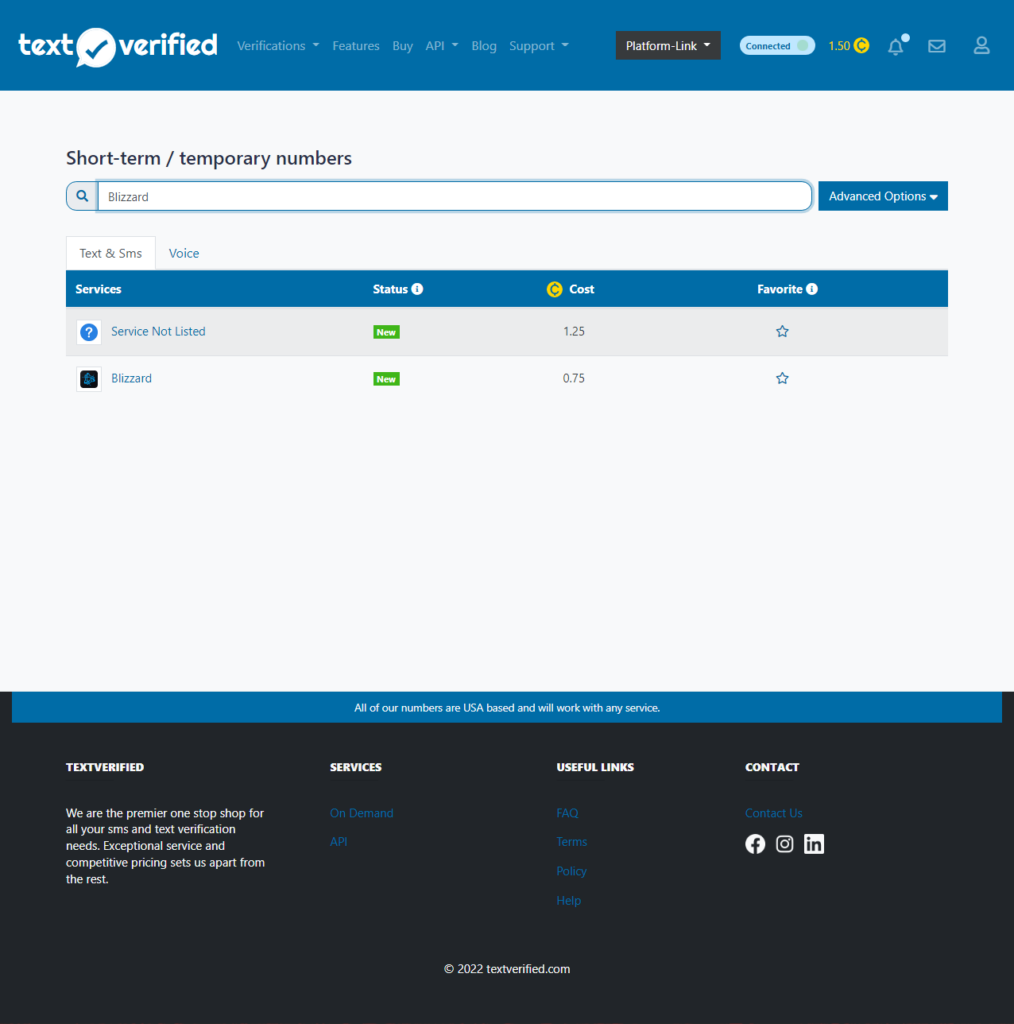 text verified Verifications Features Buy API Blog Support Platform-Link Connected 1.50 C
Short-term / temporary numbers
Blizzard Advanced Options
Text & Sms Voice
Services Status i C Cost Favorite i
? Service Not Listed New 1.25
Blizzard New 0.75
All of our numbers are USA based and will work with any service.
TEXTVERIFIED SERVICES USEFUL LINKS CONTACT
We are the premier one stop shop for
all your sms and text verification
needs. Exceptional service and
competitive pricing sets us apart from
the rest.
On Demand
API
FAQ
Terms
Policy
Help
Contact Us
© 2022 textverified.com